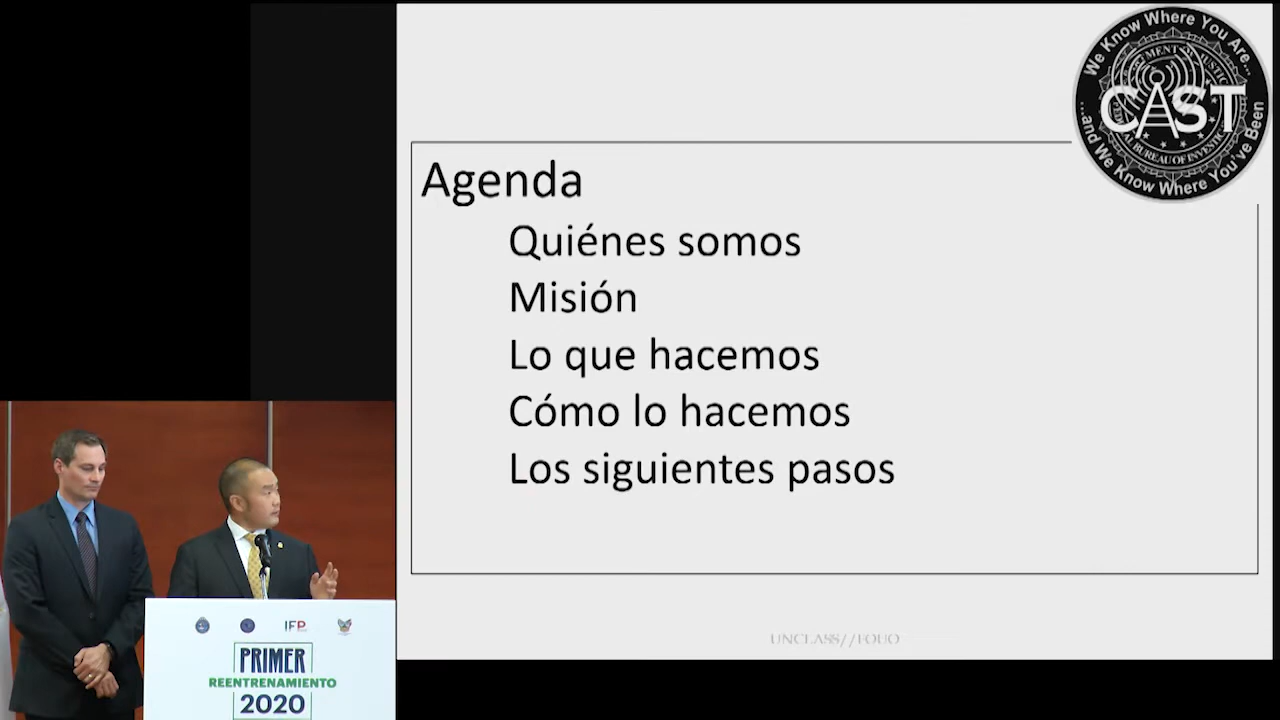 We Know Where You Are...
CAST
...and We Know Where You've Been
Agenda
Quiénes somos
Misión
Lo que hacemos
Cómo lo hacemos
Los siguientes pasos
UNCLASS//FOUO
IFP
PRIMER
REENTRENAMIENTO
2020